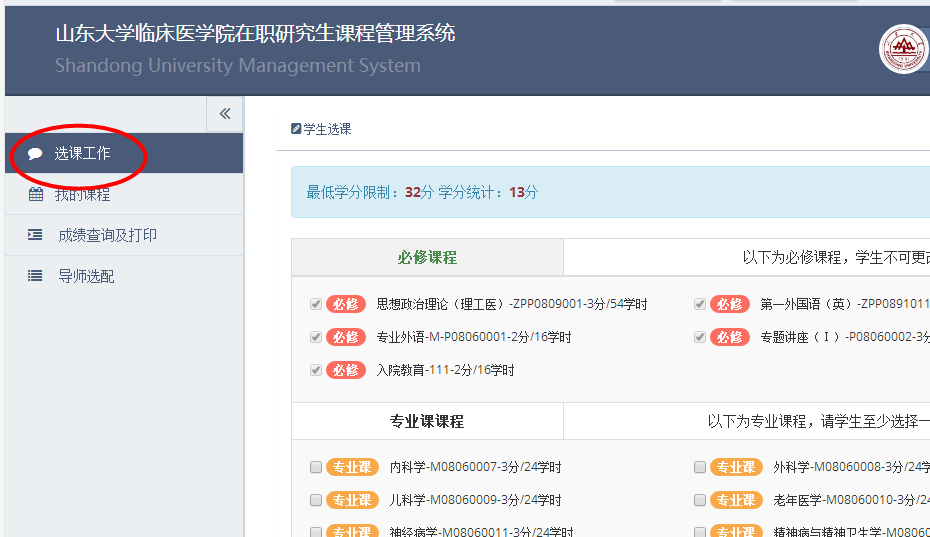 山东大学临床医学院在职研究生课程管理系统
Shandong University Management System
选课工作
我的课程
成绩查询及打印
导师选配
学生选课
最低学分限制：32分 学分统计：13分
必修课程 以下为必修课程，学生不可更改
必修 思想政治理论（理工医）-ZPP0809001-3分/54学时 必修 第一外国语（英）-ZPP0891011
必修 专业外语-M-P08060001-2分/16学时 必修 专题讲座（Ⅰ）-P08060002-3分
必修 入院教育-111-2分/16学时
专业课课程 以下为专业课程，请学生至少选择一
专业课 内科学-M08060007-3分/24学时 专业课 外科学-M08060008-3分/24学
专业课 儿科学-M08060009-3分/24学时 专业课 老年医学-M08060010-3分/24
专业课 神经病学-M08060011-3分/24学时 专业课 精神病与精神卫生学-M08060